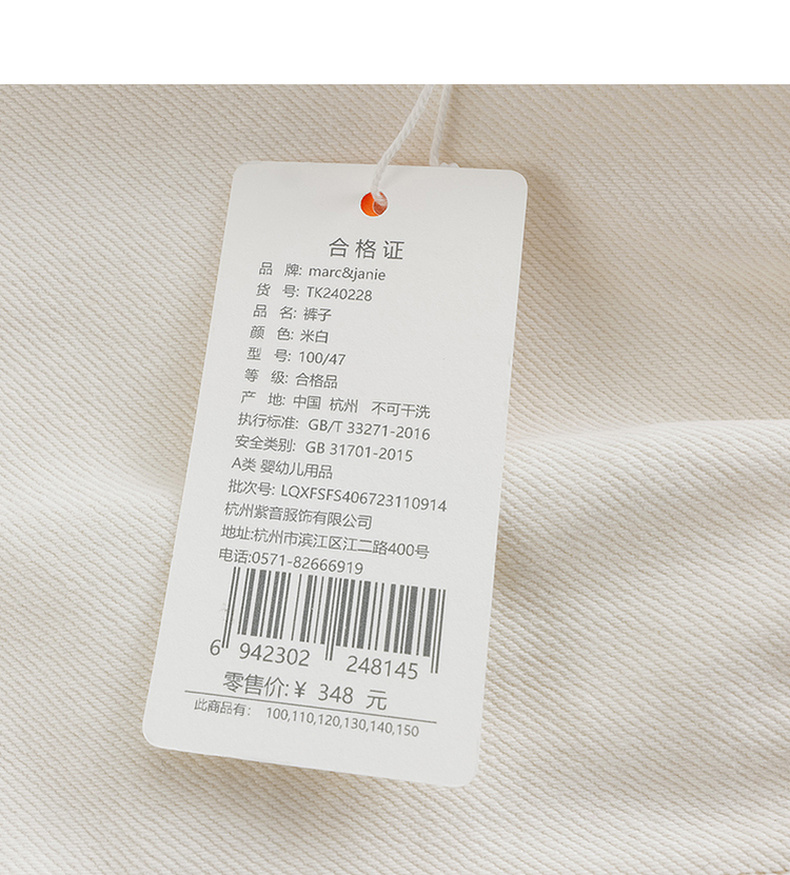 合格证
品 牌: marc&janie
货 号: TK240228
品 名: 裤子
颜 色: 米白
型 号: 100/47
等 级: 合格品
产 地: 中国 杭州 不可干洗
执行标准: GB/T 33271-2016
安全类别: GB 31701-2015
A类 婴幼儿用品
批次号: LQXFSFS406723110914
杭州紫音服饰有限公司
地址:杭州市滨江区江二路400号
电话:0571-82666919
6 942302 248145
零售价:¥ 348 元
此商品有: 100,110,120,130,140,150